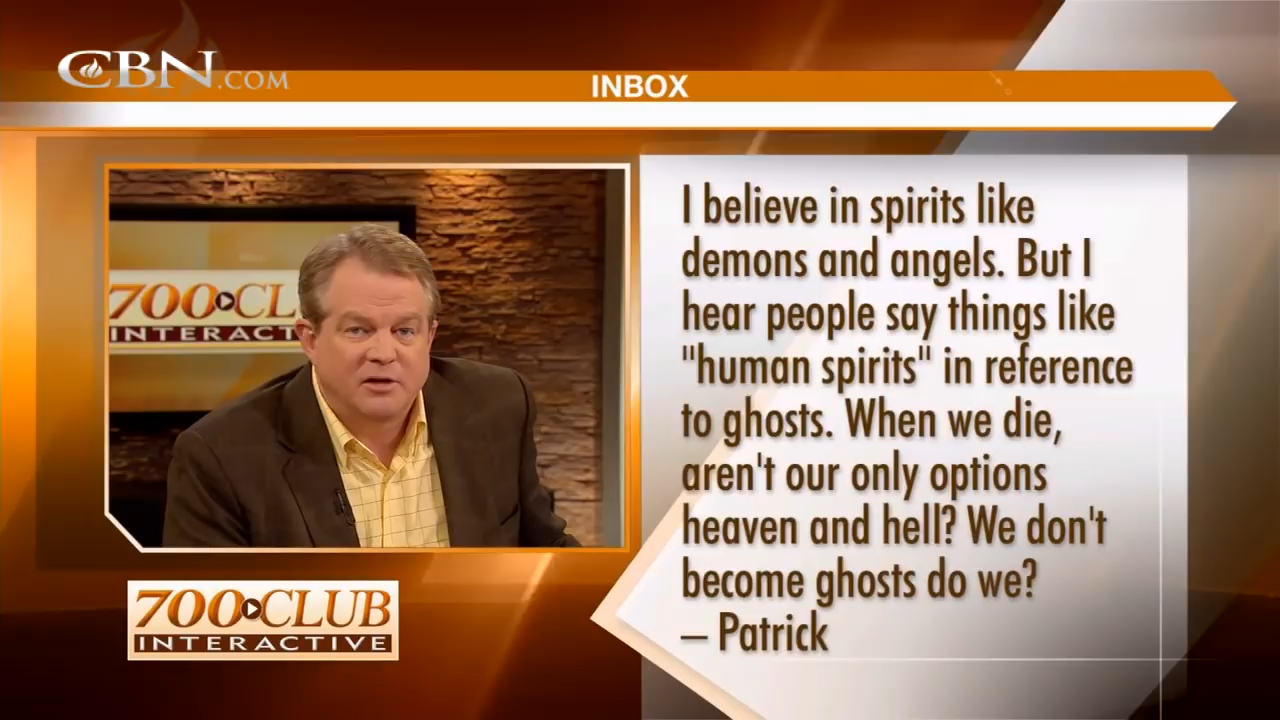 CBN.COM
INBOX
700 CL
INTERACT
I believe in spirits like
demons and angels. But I
hear people say things like
"human spirits" in reference
to ghosts. When we die,
aren't our only options
heaven and hell? We don't
become ghosts do we?
– Patrick
700 CLUB
INTERACTIVE